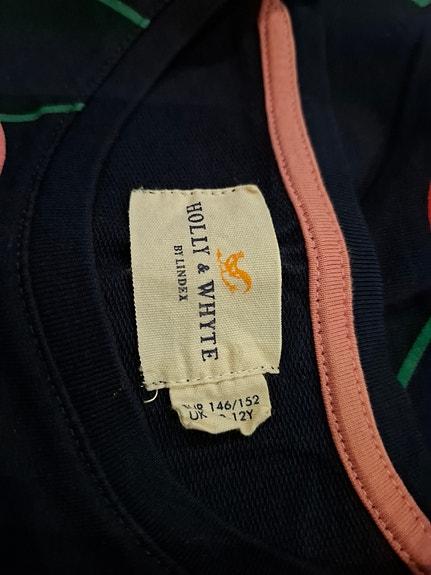 HOLLY & WHYTE
BY LINDEX
146/152
UK 12Y